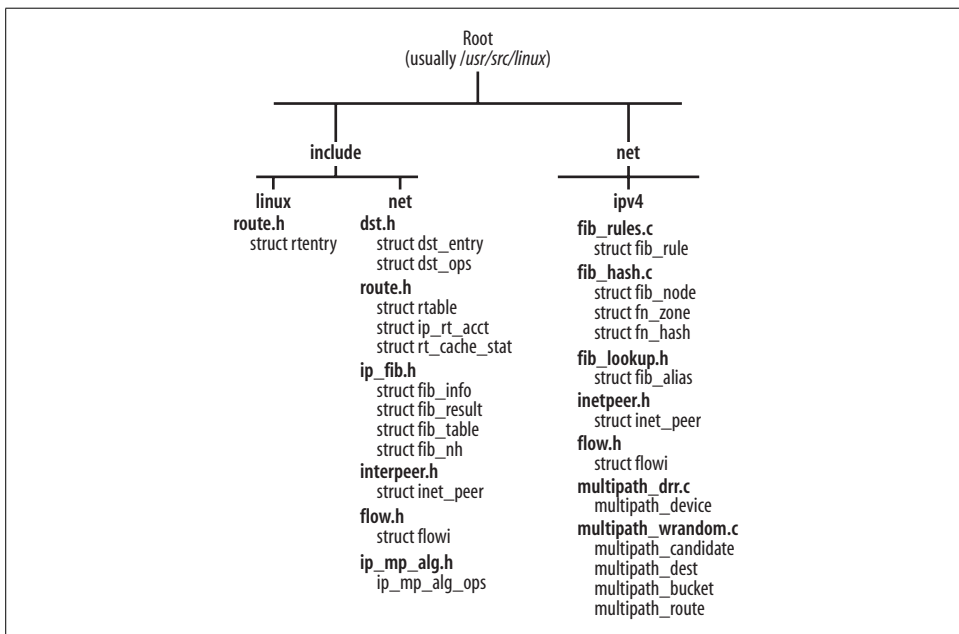 Root
(usually /usr/src/linux)
include
net
linux
route.h
struct rtentry
net
dst.h
struct dst_entry
struct dst_ops
route.h
struct rtable
struct ip_rt_acct
struct rt_cache_stat
ip_fib.h
struct fib_info
struct fib_result
struct fib_table
struct fib_nh
interpeer.h
struct inet_peer
flow.h
struct flowi
ip_mp_alg.h
ip_mp_alg_ops
ipv4
fib_rules.c
struct fib_rule
fib_hash.c
struct fib_node
struct fn_zone
struct fn_hash
fib_lookup.h
struct fib_alias
inetpeer.h
struct inet_peer
flow.h
struct flowi
multipath_drr.c
multipath_device
multipath_wrandom.c
multipath_candidate
multipath_dest
multipath_bucket
multipath_route